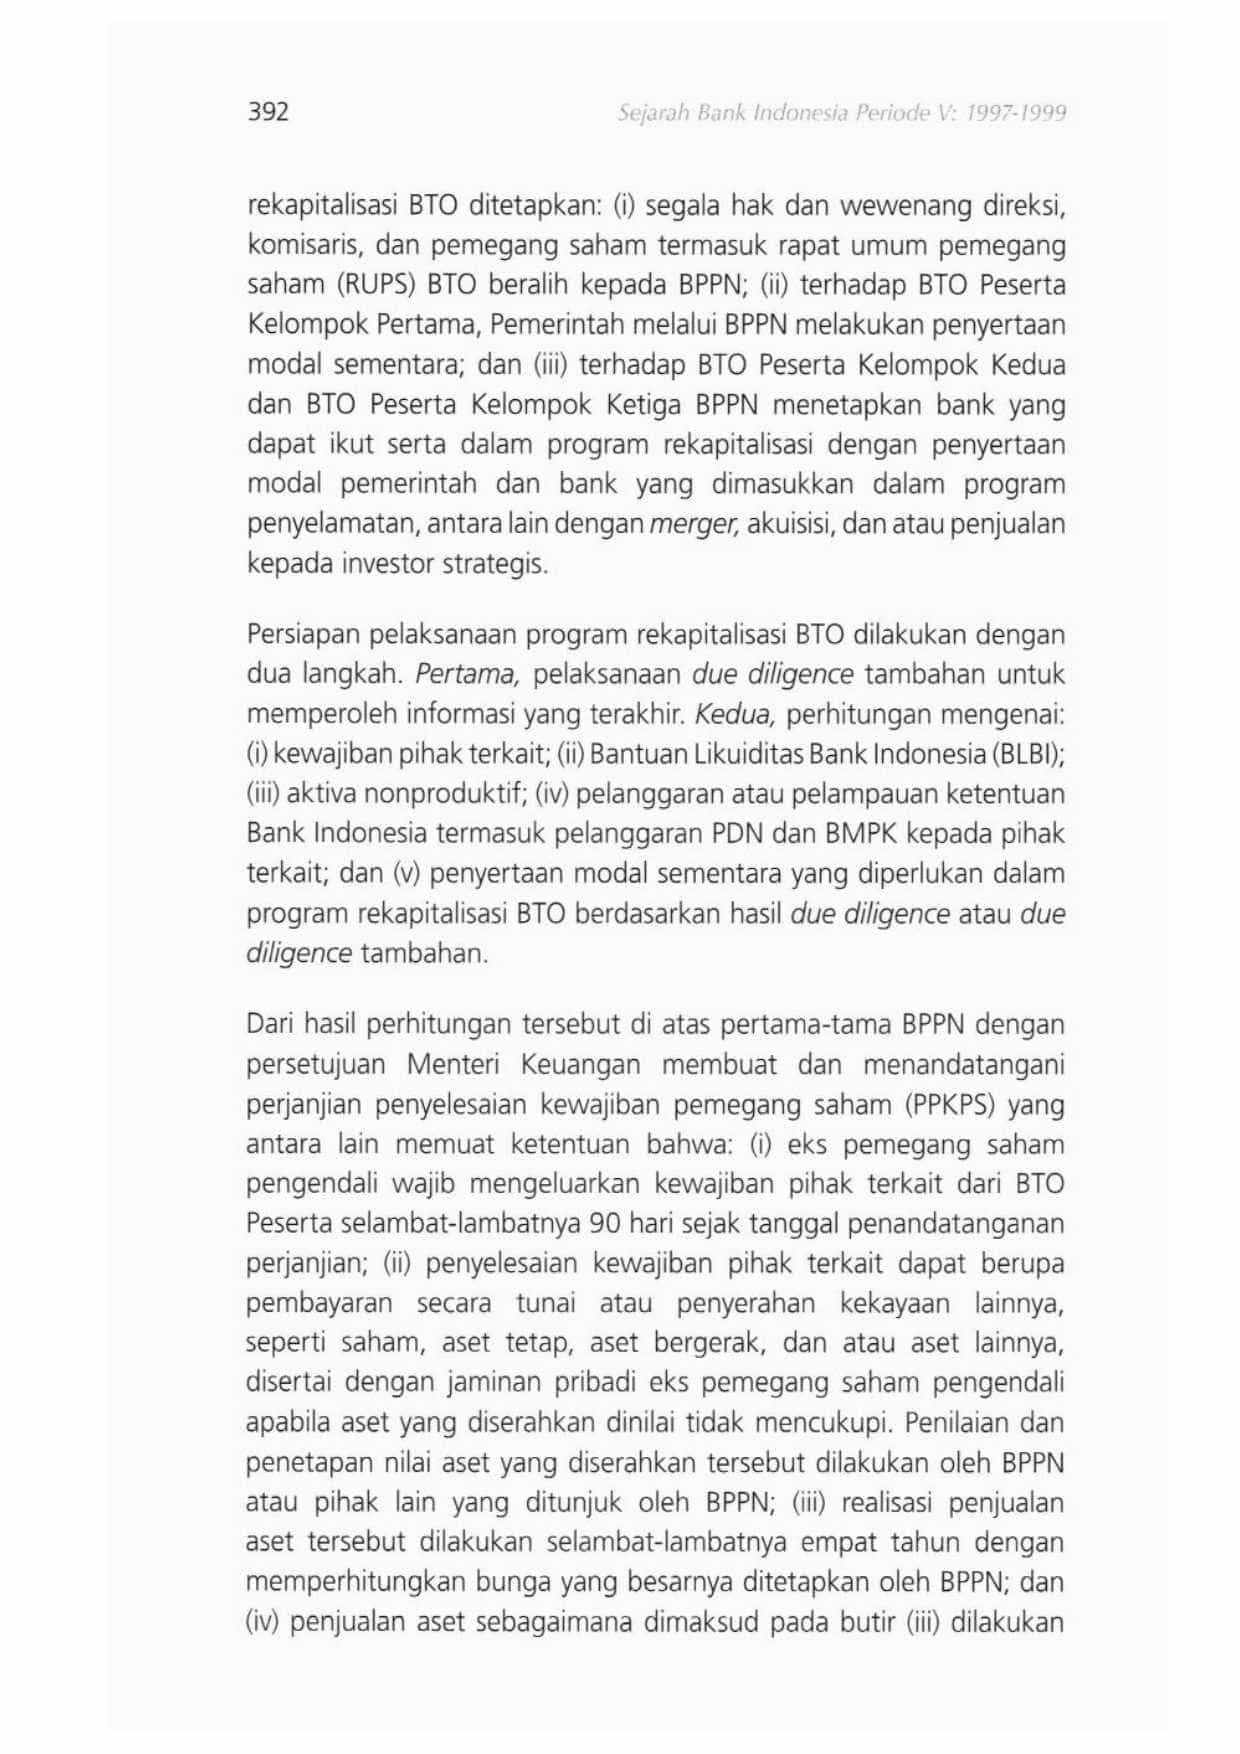 392
Sejarah Bank Indonesia Periode V: 1997-1999
rekapitalisasi BTO ditetapkan: (i) segala hak dan wewenang direksi,
komisaris, dan pemegang saham termasuk rapat umum pemegang
saham (RUPS) BTO beralih kepada BPPN; (ii) terhadap BTO Peserta
Kelompok Pertama, Pemerintah melalui BPPN melakukan penyertaan
modal sementara; dan (iii) terhadap BTO Peserta Kelompok Kedua
dan BTO Peserta Kelompok Ketiga BPPN menetapkan bank yang
dapat ikut serta dalam program rekapitalisasi dengan penyertaan
modal pemerintah dan bank yang dimasukkan dalam program
penyelamatan, antara lain dengan merger, akuisisi, dan atau penjualan
kepada investor strategis.
Persiapan pelaksanaan program rekapitalisasi BTO dilakukan dengan
dua langkah. Pertama, pelaksanaan due diligence tambahan untuk
memperoleh informasi yang terakhir. Kedua, perhitungan mengenai:
(i) kewajiban pihak terkait; (ii) Bantuan Likuiditas Bank Indonesia (BLBI);
(iii) aktiva nonproduktif; (iv) pelanggaran atau pelampauan ketentuan
Bank Indonesia termasuk pelanggaran PDN dan BMPK kepada pihak
terkait; dan (v) penyertaan modal sementara yang diperlukan dalam
program rekapitalisasi BTO berdasarkan hasil due diligence atau due
diligence tambahan.
Dari hasil perhitungan tersebut di atas pertama-tama BPPN dengan
persetujuan Menteri Keuangan membuat dan menandatangani
perjanjian penyelesaian kewajiban pemegang saham (PPKPS) yang
antara lain memuat ketentuan bahwa: (i) eks pemegang saham
pengendali wajib mengeluarkan kewajiban pihak terkait dari BTO
Peserta selambat-lambatnya 90 hari sejak tanggal penandatanganan
perjanjian; (ii) penyelesaian kewajiban pihak terkait dapat berupa
pembayaran secara tunai atau penyerahan kekayaan lainnya,
seperti saham, aset tetap, aset bergerak, dan atau aset lainnya,
disertai dengan jaminan pribadi eks pemegang saham pengendali
apabila aset yang diserahkan dinilai tidak mencukupi. Penilaian dan
penetapan nilai aset yang diserahkan tersebut dilakukan oleh BPPN
atau pihak lain yang ditunjuk oleh BPPN; (iii) realisasi penjualan
aset tersebut dilakukan selambat-lambatnya empat tahun dengan
memperhitungkan bunga yang besarnya ditetapkan oleh BPPN; dan
(iv) penjualan aset sebagaimana dimaksud pada butir (iii) dilakukan